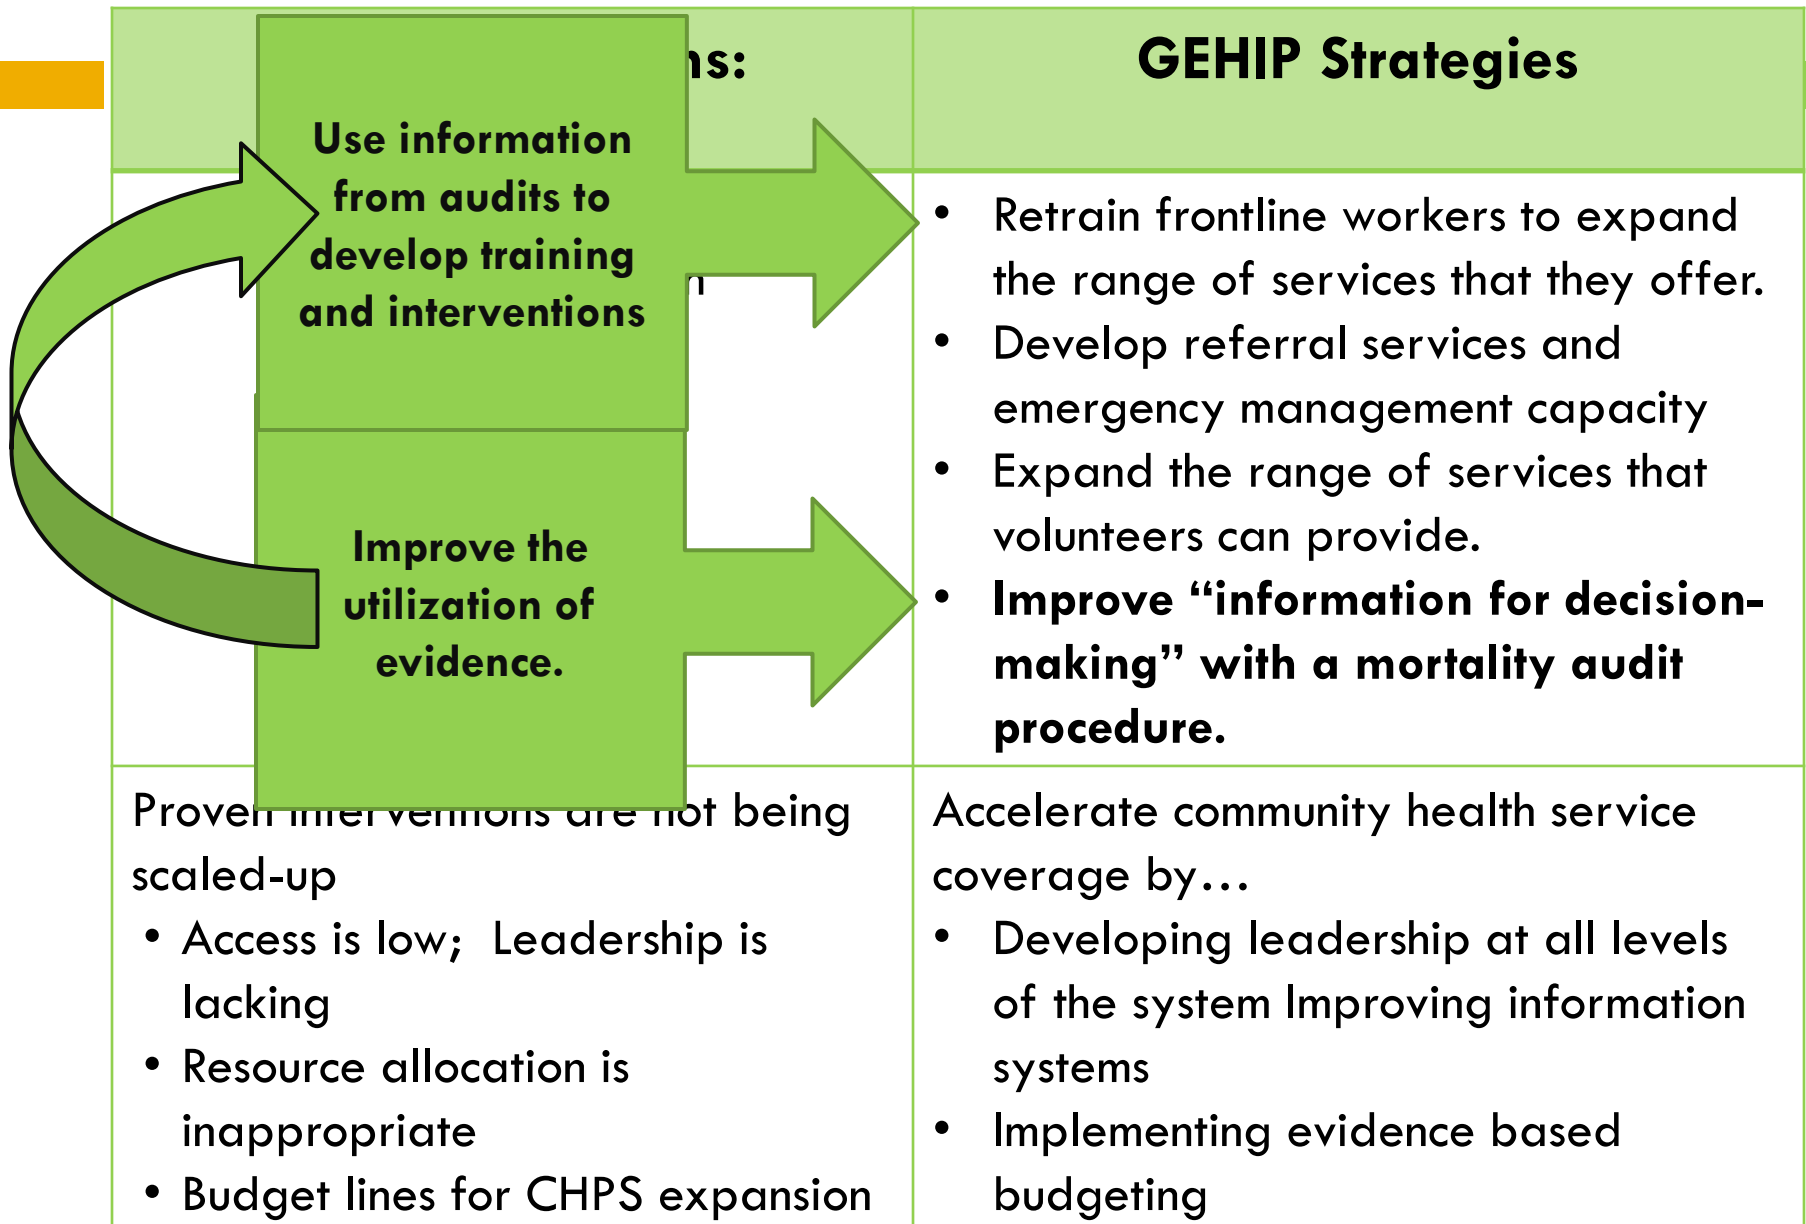 ns:
GEHIP Strategies
Use information
from audits to
develop training
and interventions
Improve the
utilization of
evidence.
• Retrain frontline workers to expand
the range of services that they offer.
• Develop referral services and
emergency management capacity
• Expand the range of services that
volunteers can provide.
• Improve “information for decision-
making” with a mortality audit
procedure.
Proven interventions are not being
scaled-up
• Access is low; Leadership is
lacking
• Resource allocation is
inappropriate
• Budget lines for CHPS expansion
Accelerate community health service
coverage by…
• Developing leadership at all levels
of the system Improving information
systems
• Implementing evidence based
budgeting